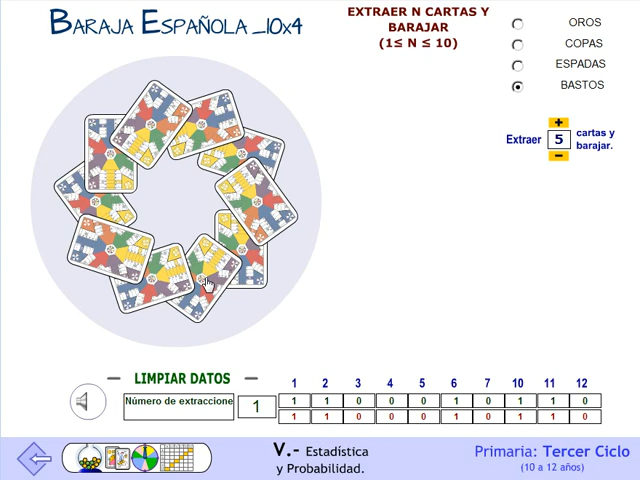 BARAJA ESPAÑOLA _10x4
EXTRAER N CARTAS Y
BARAJAR
(1≤ N ≤ 10)
OROS
COPAS
ESPADAS
BASTOS
Extraer 5 cartas y
barajar.
LIMPIAR DATOS
1 2 3 4 5 6 7 10 11 12
Número de extraccione 1
1 1 0 0 0 1 0 1 1 0
1 1 0 0 0 1 0 1 1 0
V.- Estadística
y Probabilidad.
Primaria: Tercer Ciclo
(10 a 12 años)